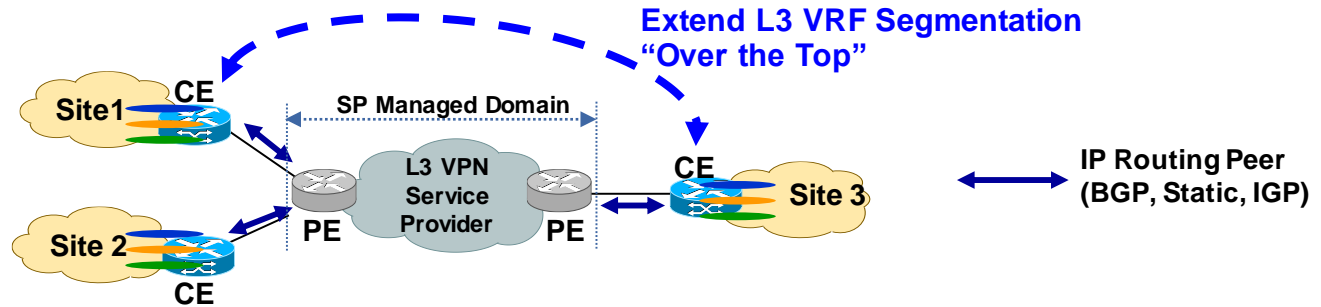 Extend L3 VRF Segmentation
“Over the Top”
CE
Site1
SP Managed Domain
L3 VPN
Service
Provider
PE
PE
CE
Site 3
IP Routing Peer
(BGP, Static, IGP)
Site 2
CE